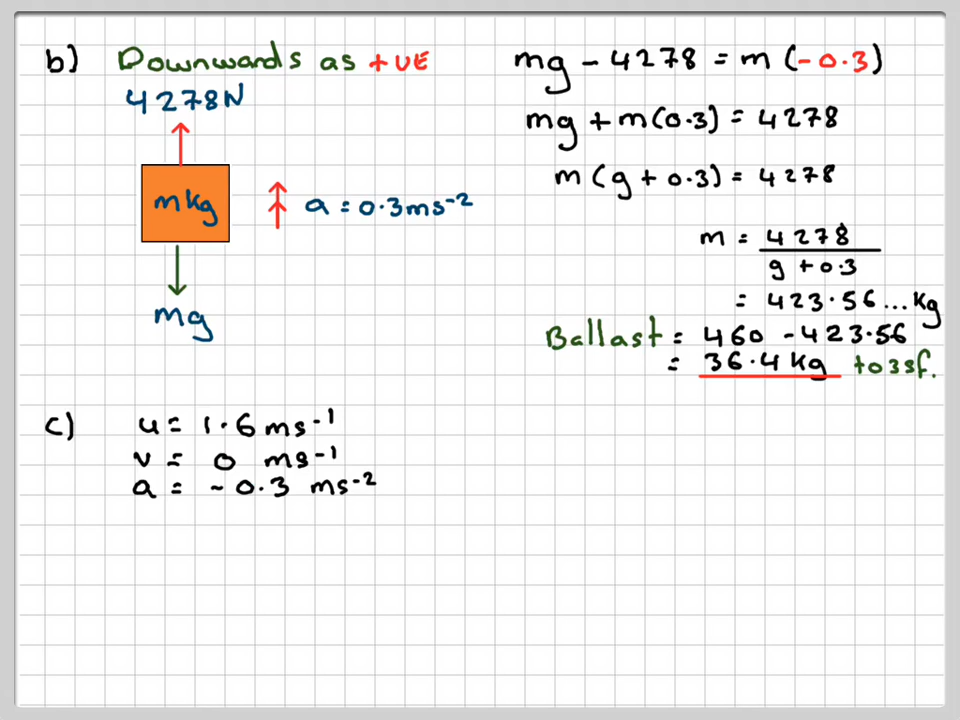 b) Downwards as +ve
4278N
mkg
a = 0.3ms⁻²
mg
mg - 4278 = m (-0.3)
mg + m(0.3) = 4278
m (g + 0.3) = 4278
m = 4278
g + 0.3
= 423.56...Kg
Ballast = 460 - 423.56
= 36.4 Kg to 3sf.
c) u = 1.6 ms⁻¹
v = 0 ms⁻¹
a = -0.3 ms⁻²